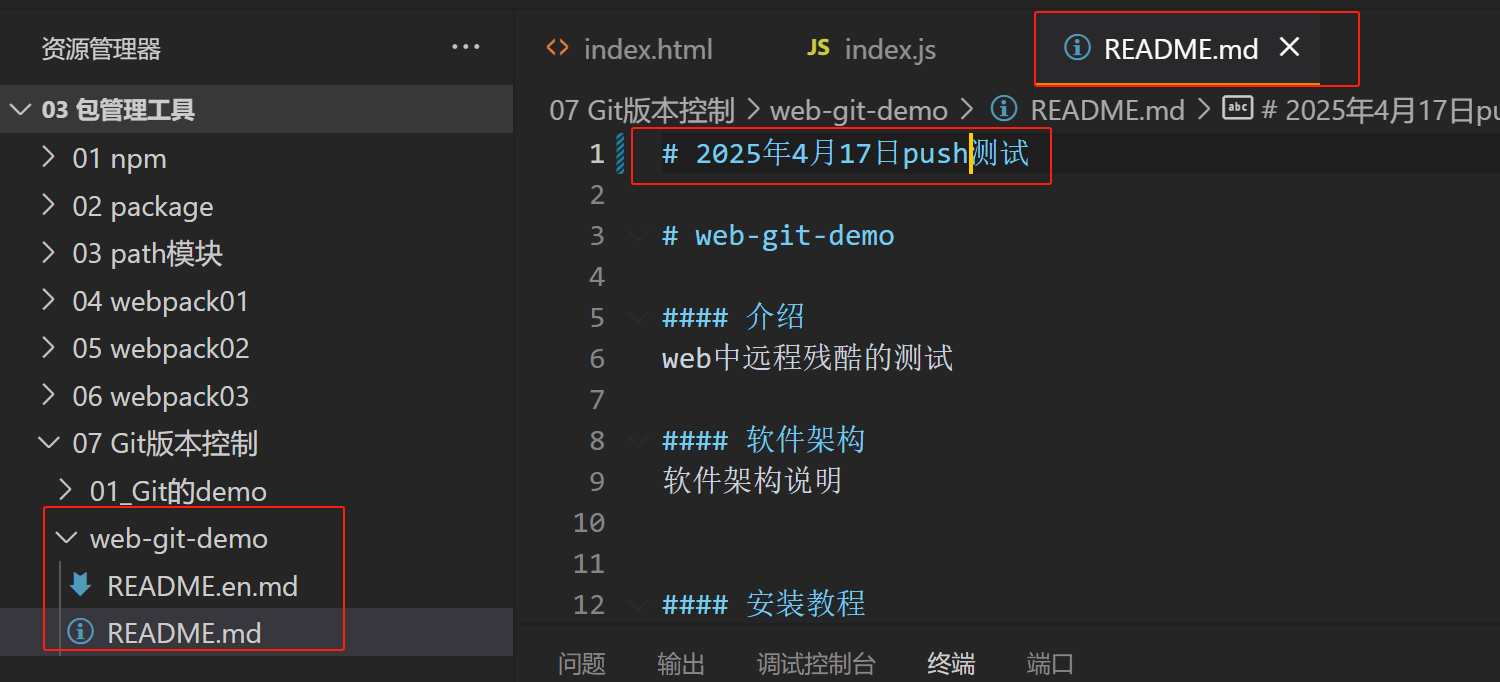 资源管理器 ···
03 包管理工具
01 npm
02 package
03 path模块
04 webpack01
05 webpack02
06 webpack03
07 Git版本控制
01_Git的demo
web-git-demo
README.en.md
README.md
index.html JS index.js README.md
07 Git版本控制 > web-git-demo > README.md > abc # 2025年4月17日pu
1 # 2025年4月17日push测试
2
3 # web-git-demo
4
5 #### 介绍
6 web中远程残酷的测试
7
8 #### 软件架构
9 软件架构说明
10
11
12 #### 安装教程
问题 输出 调试控制台 终端 端口